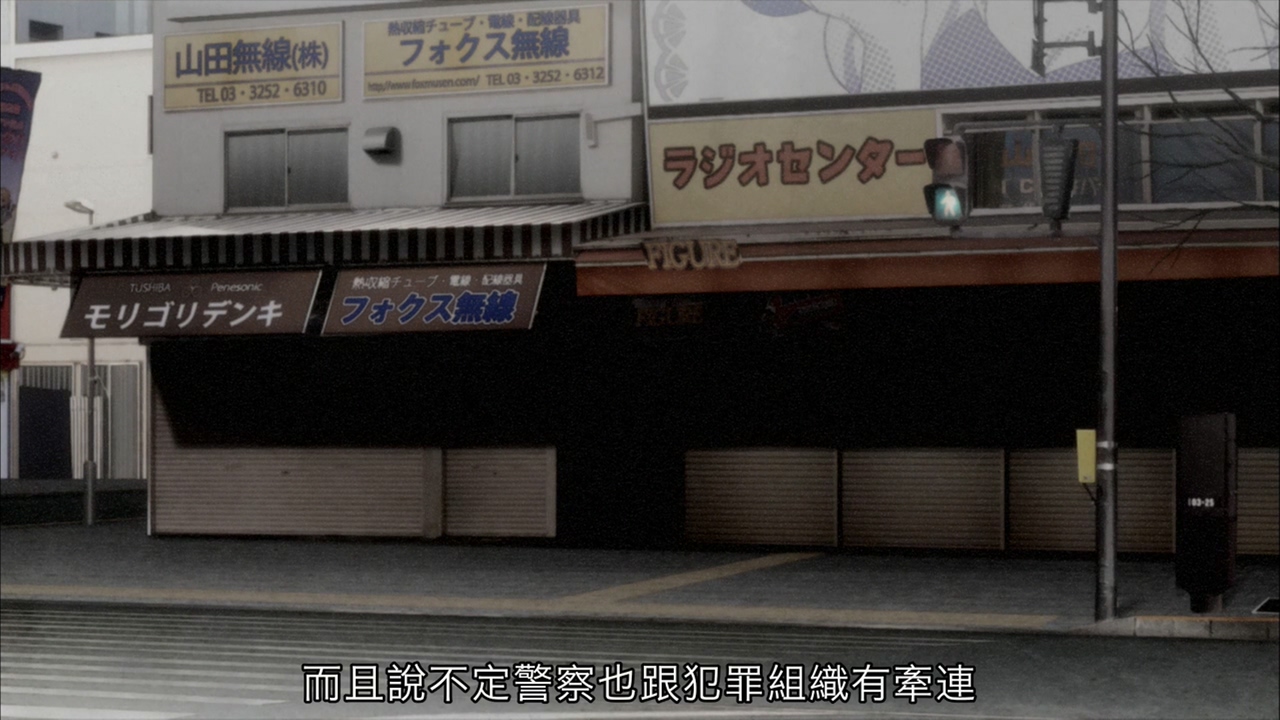 山田無線(株)
TEL 03・3252・6310
熱収縮チューブ・電線・配線器具
フォクス無線
http://www.foxmusen.com/ TEL 03・3252・6312
ラジオセンター
FIGURE
TUSHIBA Penesonic
モリゴリデンキ
熱収縮チューブ・電線・配線器具
フォクス無線
103-25
而且說不定警察也跟犯罪組織有牽連